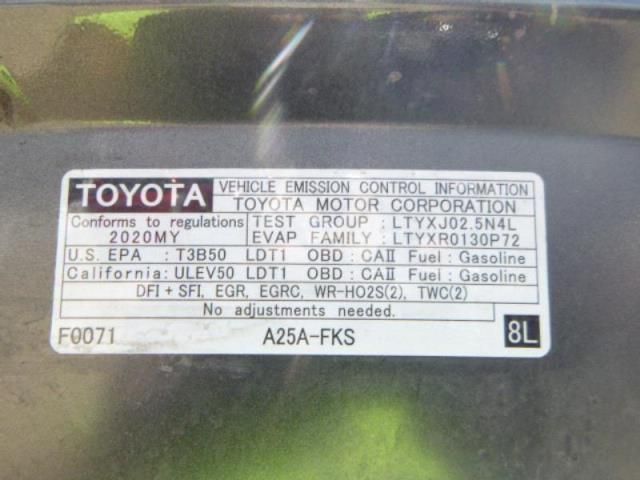 TOYOTA VEHICLE EMISSION CONTROL INFORMATION
TOYOTA MOTOR CORPORATION
Conforms to regulations TEST GROUP : LTYXJ02.5N4L
2020MY EVAP FAMILY : LTYXR0130P72
U.S. EPA : T3B50 LDT1 OBD : CAII Fuel : Gasoline
California: ULEV50 LDT1 OBD : CAII Fuel : Gasoline
DFI + SFI, EGR, EGRC, WR-HO2S(2), TWC(2)
No adjustments needed.
F0071 A25A-FKS 8L